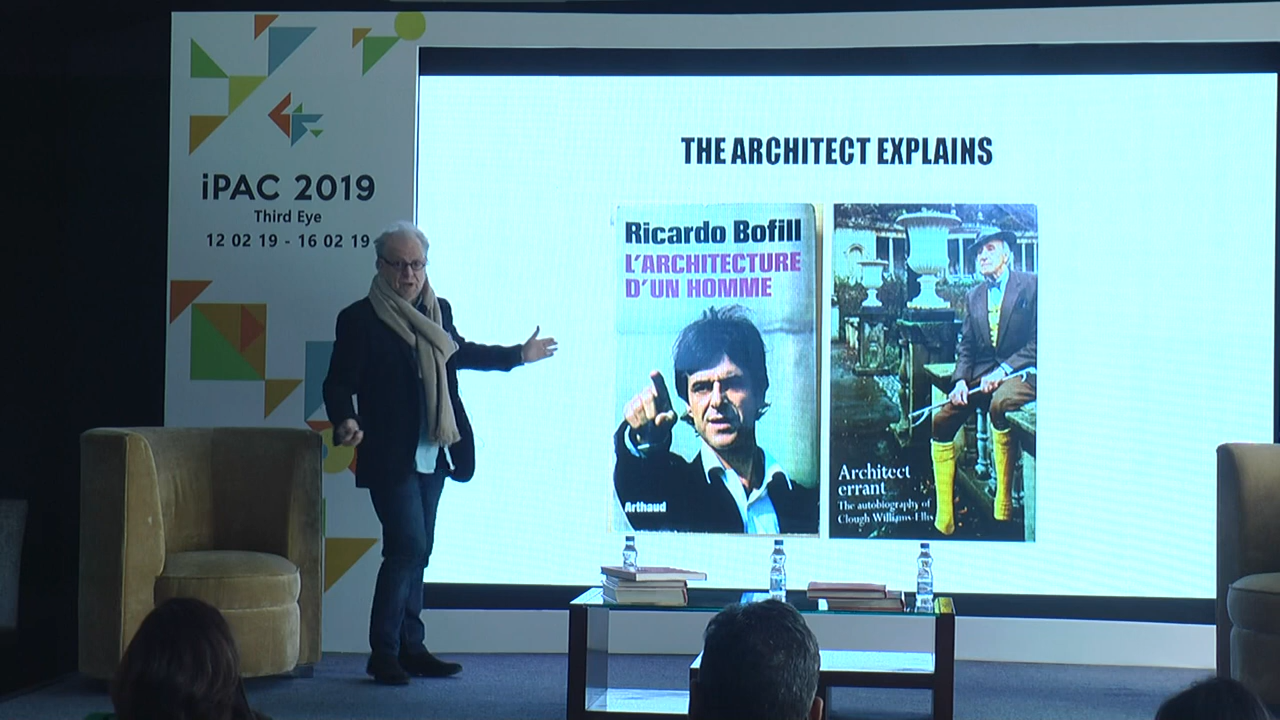 iPAC 2019
Third Eye
12 02 19 - 16 02 19
THE ARCHITECT EXPLAINS
Ricardo Bofill
L'ARCHITECTURE
D'UN HOMME
Arthaud
Architect
errant
The autobiography of
Clough Williams-Ellis